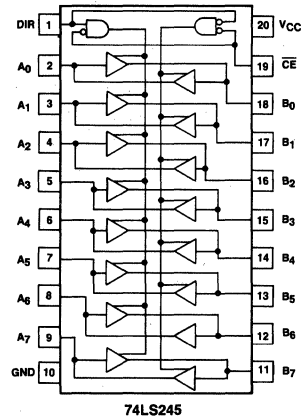 DIR 1 20 VCC
A0 2 19 CE
A1 3 18 B0
A2 4 17 B1
A3 5 16 B2
A4 6 15 B3
A5 7 14 B4
A6 8 13 B5
A7 9 12 B6
GND 10 11 B7
74LS245